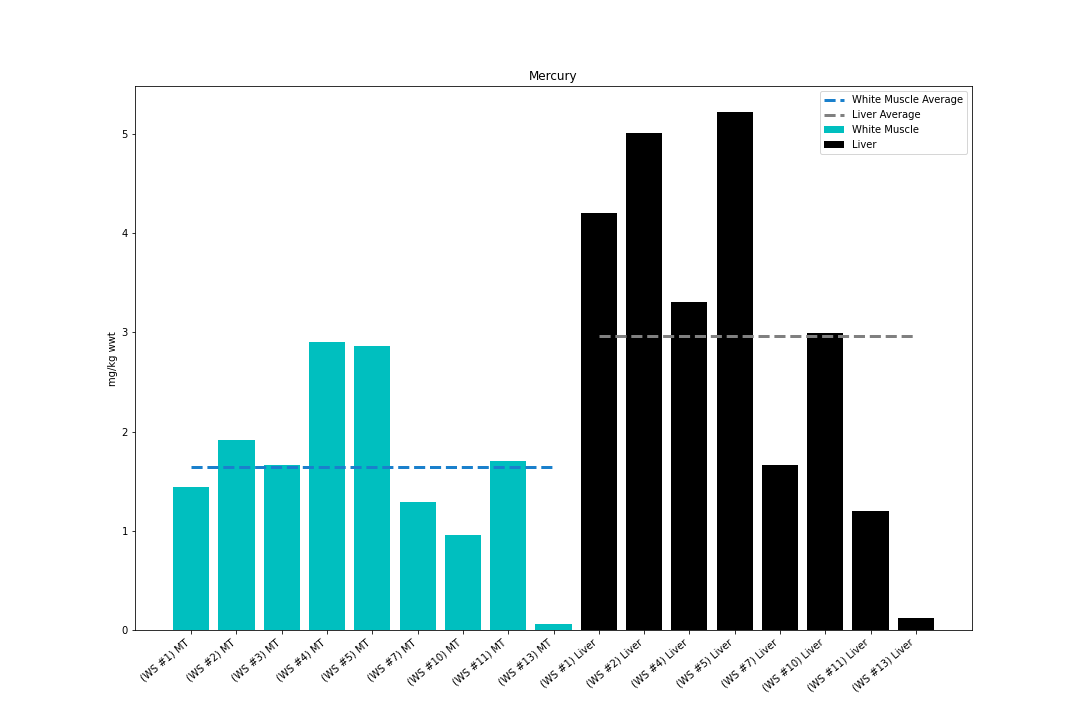 Mercury
White Muscle Average
Liver Average
White Muscle
Liver
mg/kg wwt
5
4
3
2
1
0
(WS #1) MT
(WS #2) MT
(WS #3) MT
(WS #4) MT
(WS #5) MT
(WS #7) MT
(WS #10) MT
(WS #11) MT
(WS #13) MT
(WS #1) Liver
(WS #2) Liver
(WS #4) Liver
(WS #5) Liver
(WS #7) Liver
(WS #10) Liver
(WS #11) Liver
(WS #13) Liver